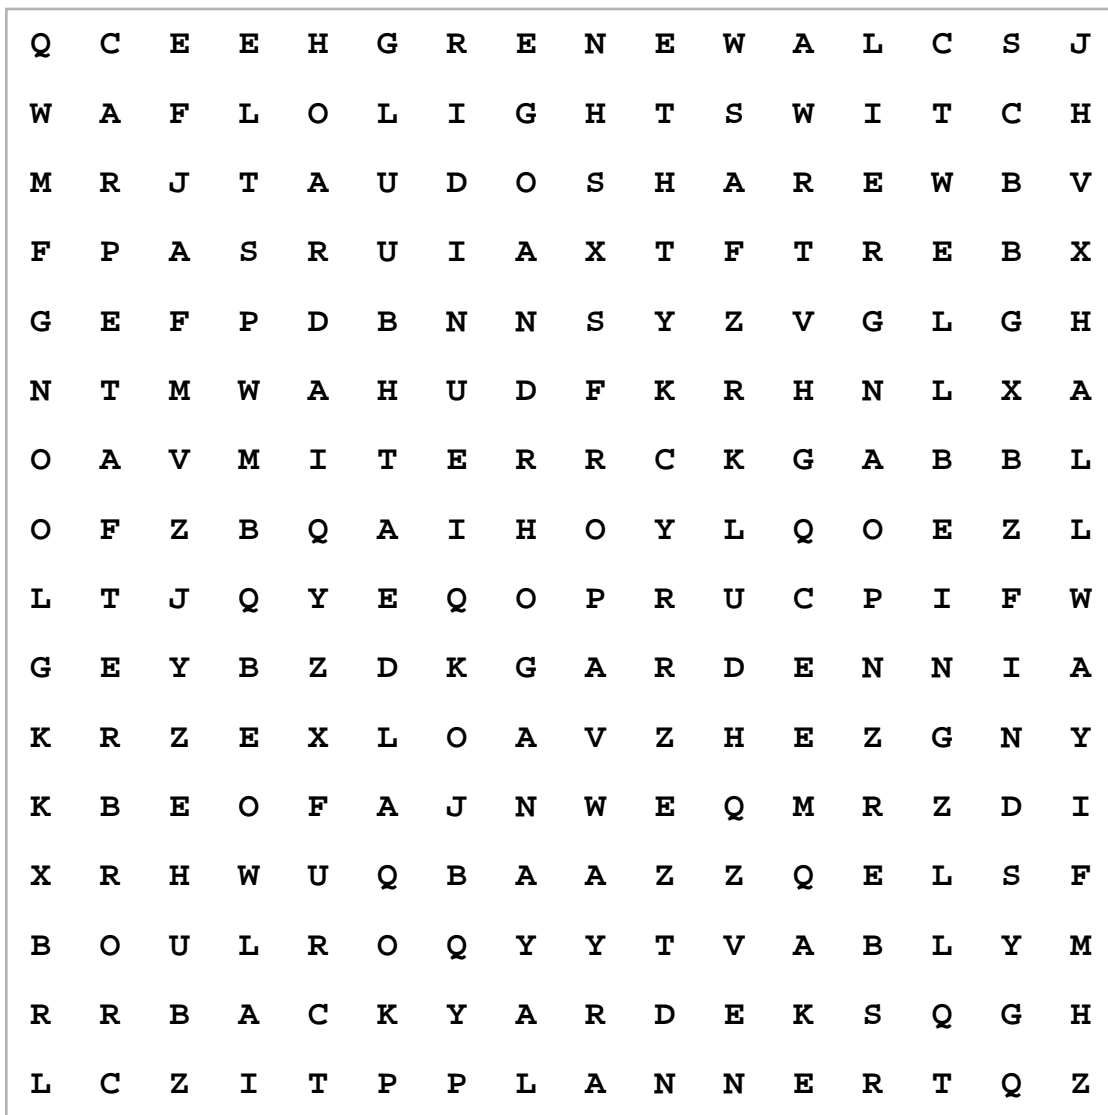 Q C E E H G R E N E W A L C S J
W A F L O L I G H T S W I T C H
M R J T A U D O S H A R E W B V
F P A S R U I A X T F T R E B X
G E F P D B N N S Y Z V G L G H
N T M W A H U D F K R H N L X A
O A V M I T E R R C K G A B B L
O F Z B Q A I H O Y L Q O E Z L
L T J Q Y E Q O P R U C P I F W
G E Y B Z D K G A R D E N N I A
K R Z E X L O A V Z H E Z G N Y
K B E O F A J N W E Q M R Z D I
X R H W U Q B A A Z Z Q E L S F
B O U L R O Q Y Y T V A B L Y M
R R B A C K Y A R D E K S Q G H
L C Z I T P P L A N N E R T Q Z